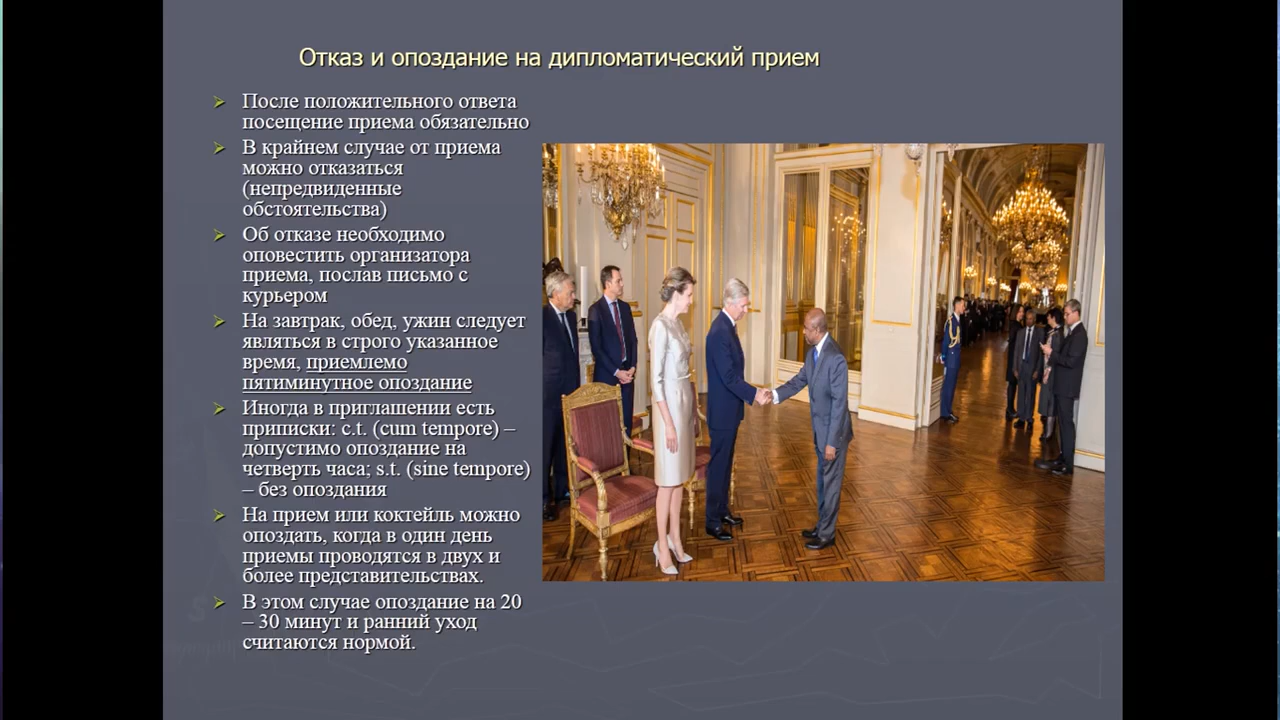 Отказ и опоздание на дипломатический прием
После положительного ответа
посещение приема обязательно
В крайнем случае от приема
можно отказаться
(непредвиденные
обстоятельства)
Об отказе необходимо
оповестить организатора
приема, послав письмо с
курьером
На завтрак, обед, ужин следует
являться в строго указанное
время, приемлемо
пятиминутное опоздание
Иногда в приглашении есть
приписки: c.t. (cum tempore) –
допустимо опоздание на
четверть часа; s.t. (sine tempore)
– без опоздания
На прием или коктейль можно
опоздать, когда в один день
приемы проводятся в двух и
более представительствах.
В этом случае опоздание на 20
– 30 минут и ранний уход
считаются нормой.